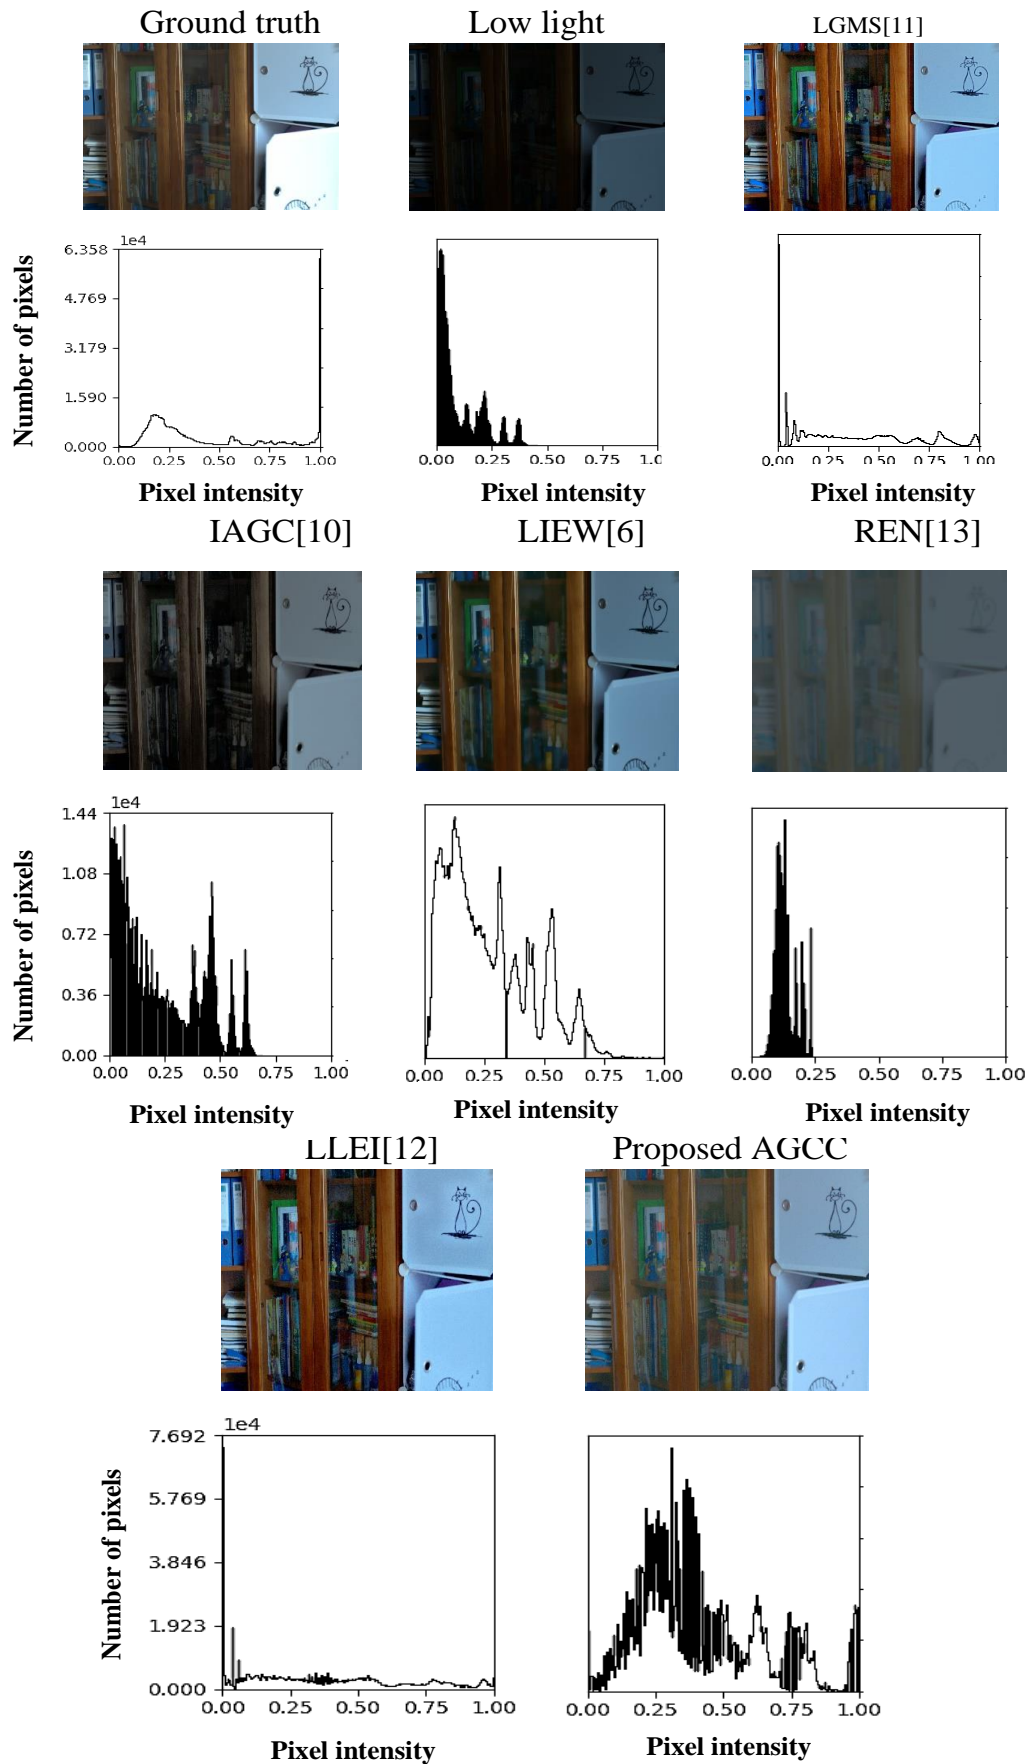 Ground truth
Low light
LGMS[11]
1e4
6.358
4.769
3.179
1.590
0.000
Number of pixels
0.00 0.25 0.50 0.75 1.00
0.00 0.25 0.50 0.75 1.0
0.25 0.50 0.75 1.00
Pixel intensity
Pixel intensity
Pixel intensity
IAGC[10]
LIEW[6]
REN[13]
1e4
1.44
1.08
0.72
0.36
0.00
Number of pixels
0.00 0.25 0.50 0.75 1.00
0.00 0.25 0.50 0.75 1.00
0.00 0.25 0.50 0.75 1.00
Pixel intensity
Pixel intensity
Pixel intensity
LLEI[12]
Proposed AGCC
1e4
7.692
5.769
3.846
1.923
0.000
Number of pixels
0.00 0.25 0.50 0.75 1.00
0.00 0.25 0.50 0.75 1.00
Pixel intensity
Pixel intensity